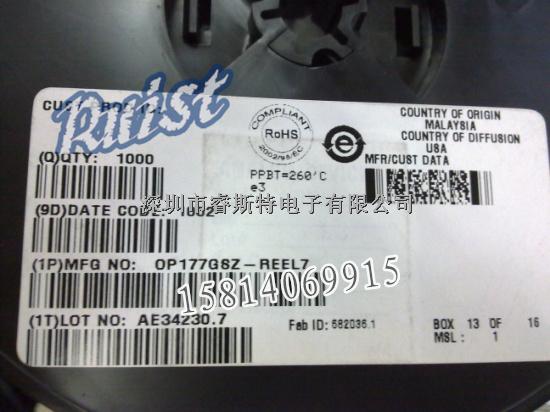 Ruist
CUST
COMPLIANT
RoHS
2002/95/EC
e
COUNTRY OF ORIGIN
MALAYSIA
COUNTRY OF DIFFUSION
USA
MFR/CUST DATA
(Q)QTY: 1000
PPBT=260'C
e3
深圳市睿斯特电子有限公司
(9D)DATE CODE:
(1P)MFG NO: OP177GSZ-REEL7
15814069915
(1T)LOT NO: AE34230.7
Fab ID: 682036.1
BOX 13 OF 16
MSL: 1